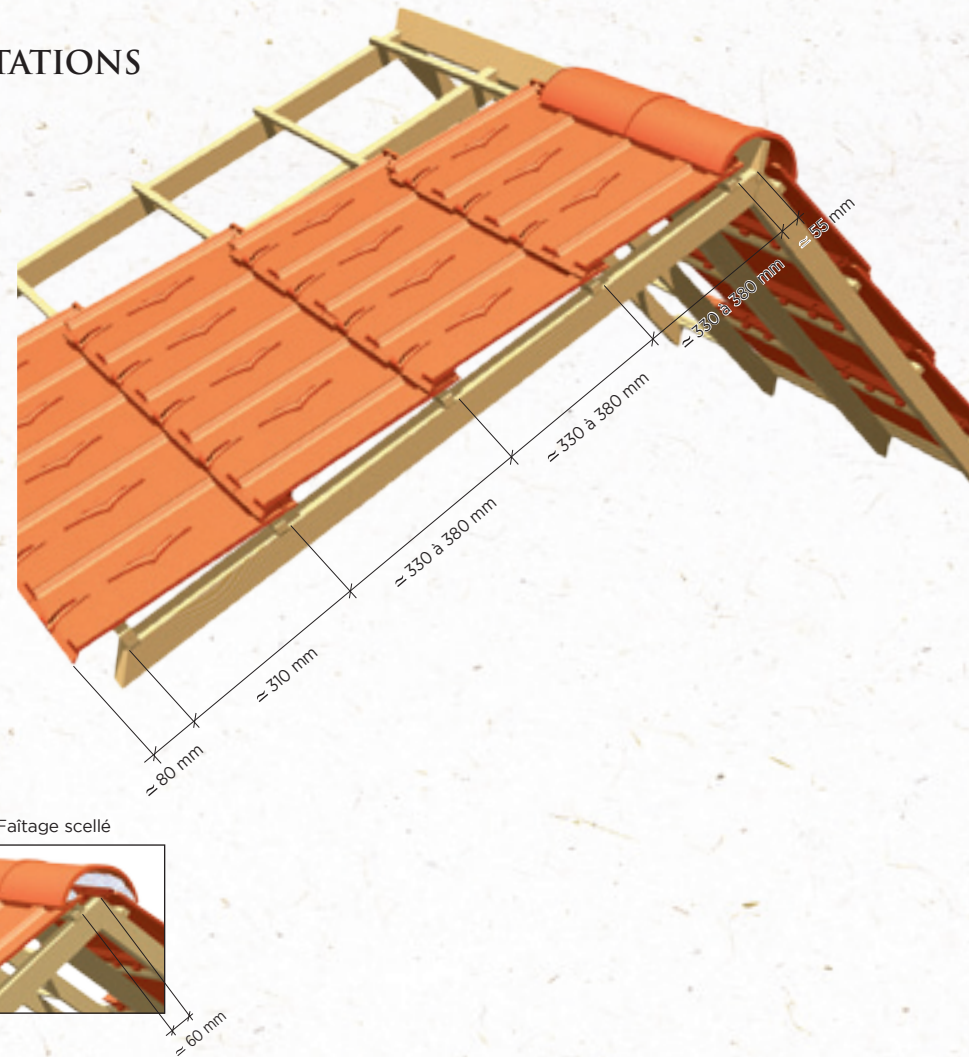 TATIONS
≃ 55 mm
≃ 330 à 380 mm
≃ 330 à 380 mm
≃ 330 à 380 mm
≃ 310 mm
≃ 80 mm
Faîtage scellé
≃ 60 mm